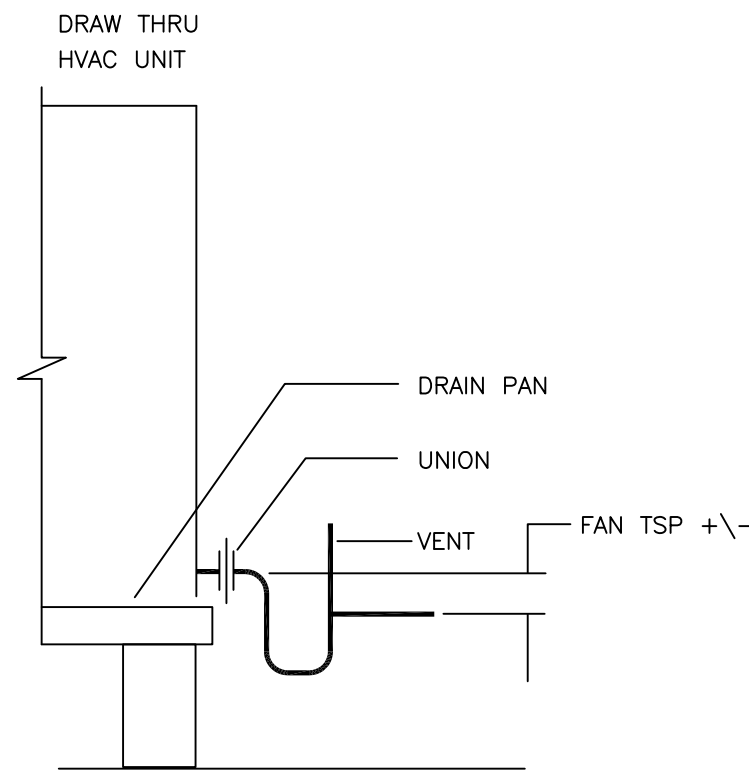 DRAW THRU
HVAC UNIT
DRAIN PAN
UNION
VENT
FAN TSP +\-